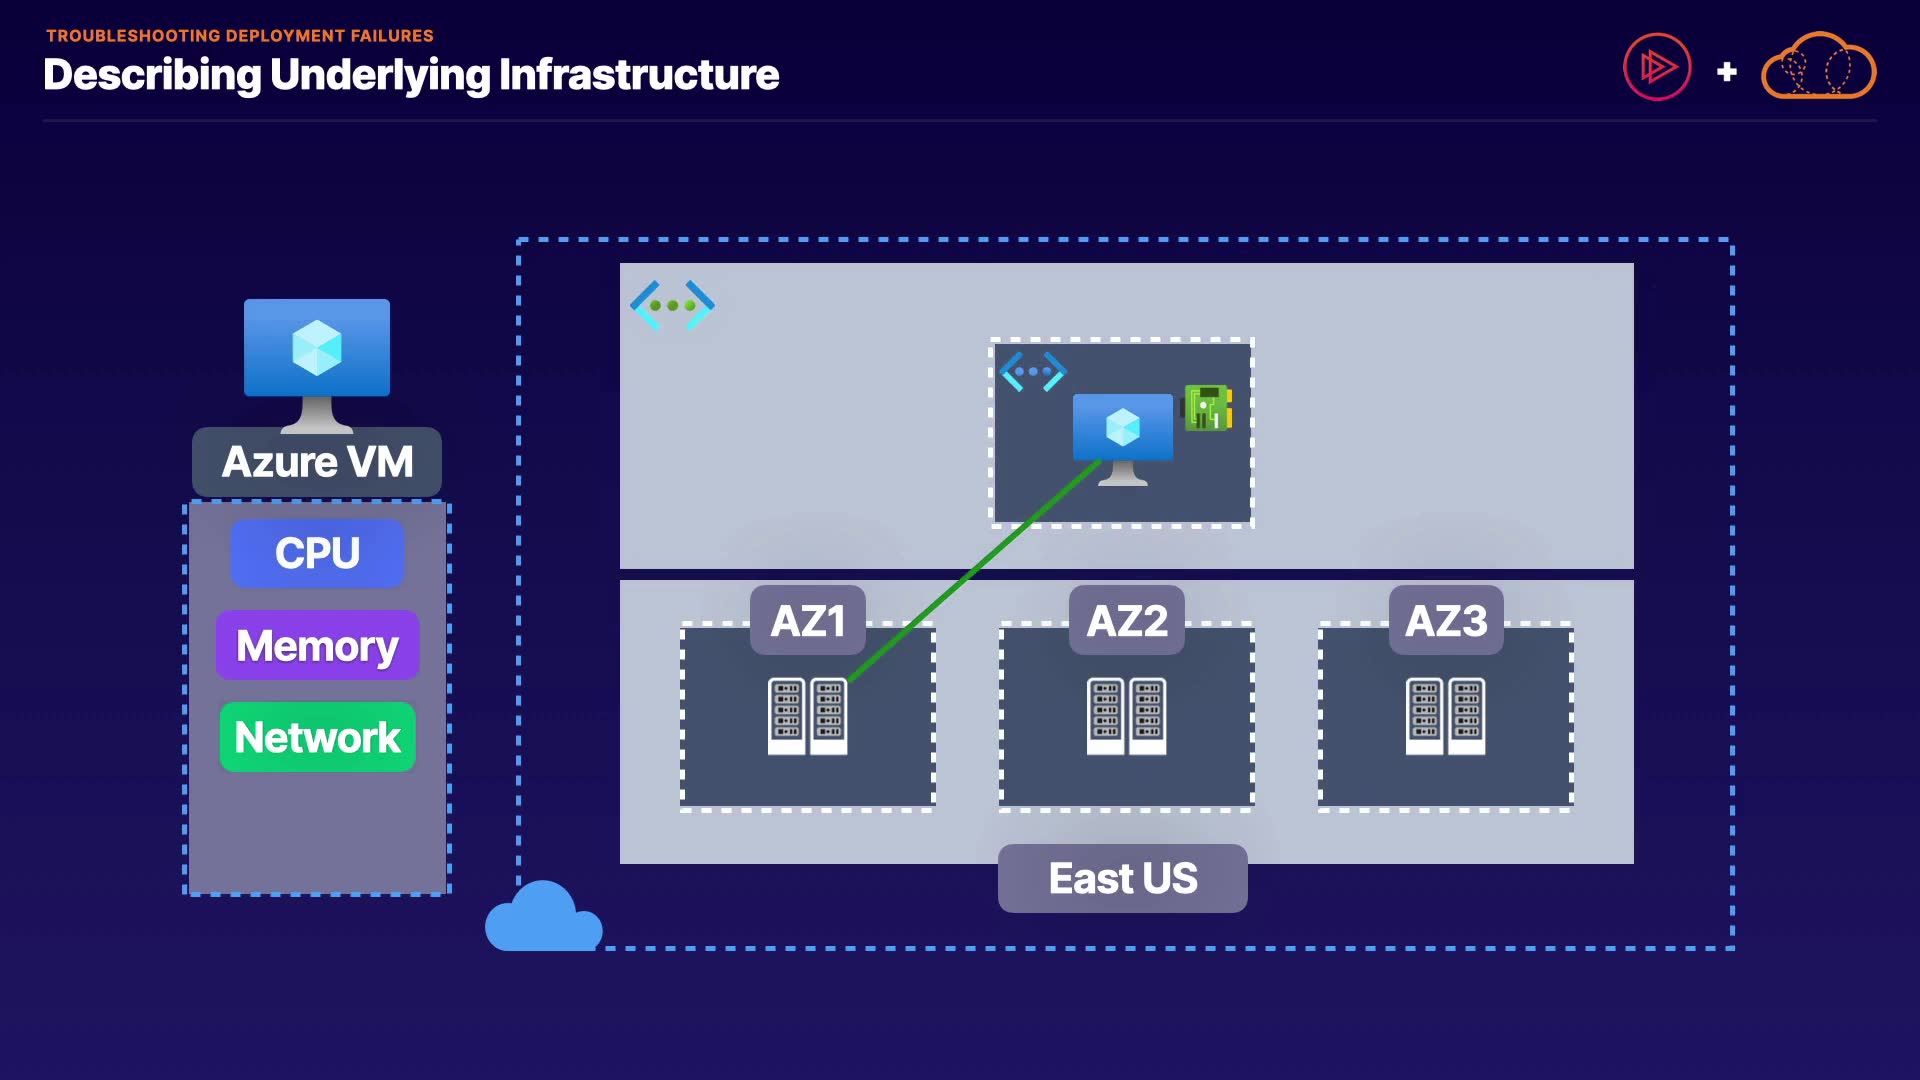 TROUBLESHOOTING DEPLOYMENT FAILURES
Describing Underlying Infrastructure
Azure VM
CPU
Memory
Network
AZ1
AZ2
AZ3
East US